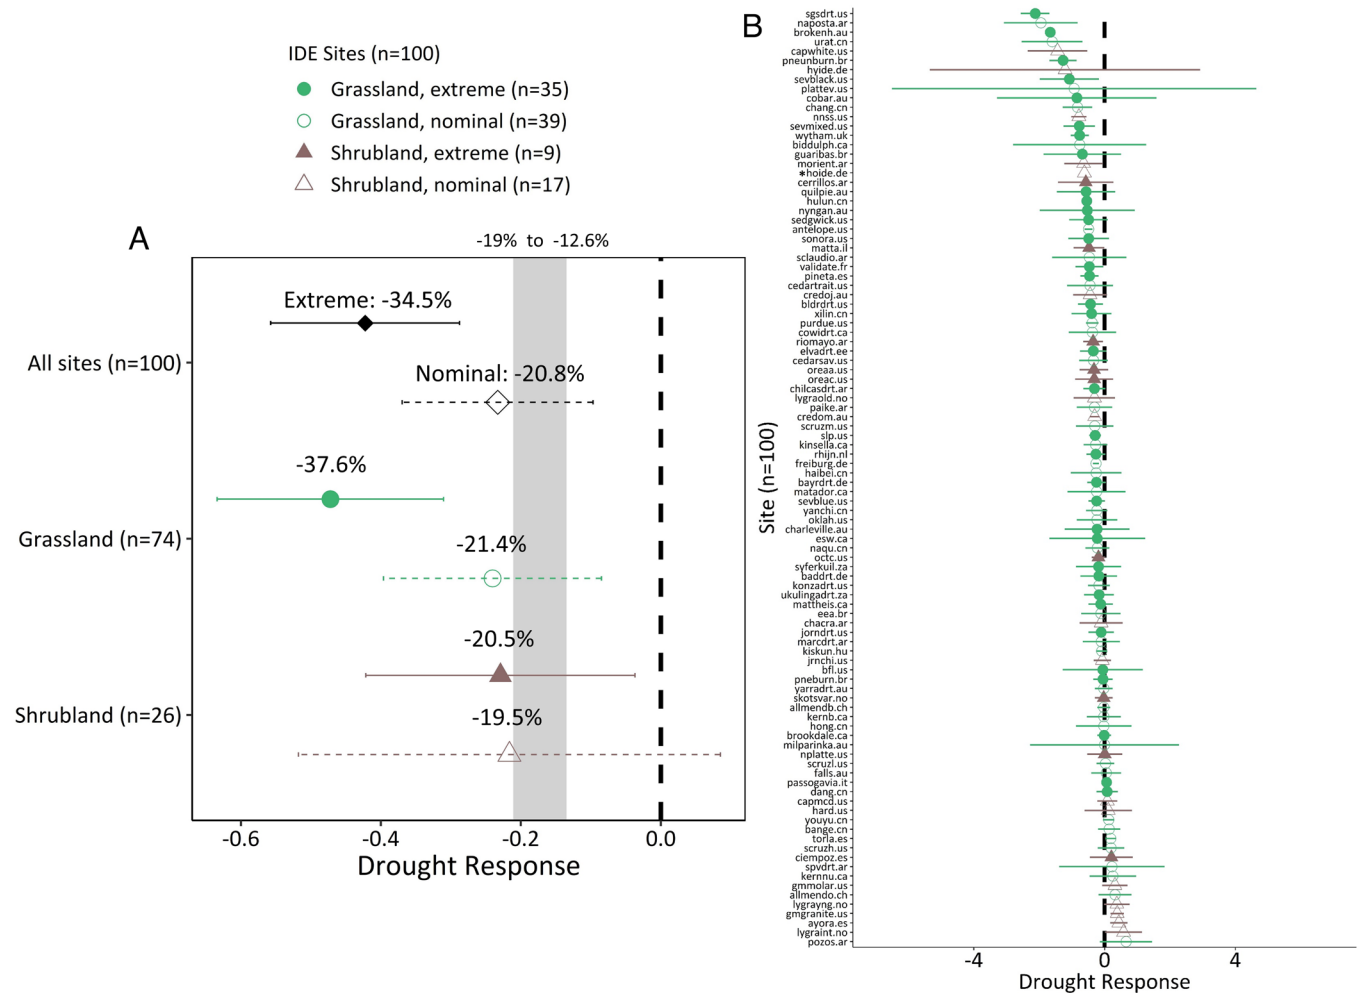 IDE Sites (n=100)
Grassland, extreme (n=35)
Grassland, nominal (n=39)
Shrubland, extreme (n=9)
Shrubland, nominal (n=17)
A
-19% to -12.6%
Extreme: -34.5%
All sites (n=100)
Nominal: -20.8%
-37.6%
Grassland (n=74)
-21.4%
-20.5%
Shrubland (n=26)
-19.5%
-0.6
-0.4
-0.2
0.0
Drought Response
B
Site (n=100)
sgsdrt.us
naposta.ar
brokenh.au
urat.cn
capwhite.us
pneunburn.br
hyide.de
sevblack.us
plattev.us
cobar.au
chang.cn
nnss.us
sevmixed.us
wytham.uk
biddulph.ca
guaribas.br
morient.ar
*hoide.de
cerrillos.ar
quilpie.au
hulun.cn
nyngan.au
sedgwick.us
antelope.us
sonora.us
matta.il
sclaudio.ar
validate.fr
pineta.es
cedartrait.us
credoj.au
bldrdrt.us
xilin.cn
purdue.us
cowidrt.ca
riomayo.ar
elvadrt.ee
cedarsav.us
oreaa.us
oreac.us
chilcasdrt.ar
lygraold.no
paike.ar
credom.au
scruzm.us
slp.us
kinsella.ca
rhijn.nl
freiburg.de
haibei.cn
bayrdrt.de
matador.ca
sevblue.us
yanchi.cn
oklah.us
charleville.au
esw.ca
naqu.cn
octc.us
syferkuil.za
baddrt.de
konzadrt.us
ukulingadrt.za
mattheis.ca
eea.br
chacra.ar
jorndrt.us
marcdrt.ar
kiskun.hu
jrnchi.us
bfl.us
pneburn.br
yarradrt.au
skotsvar.no
allmendb.ch
kernb.ca
hong.cn
brookdale.ca
milparinka.au
nplatte.us
scruzl.us
falls.au
passogavia.it
dang.cn
capmcd.us
hard.us
youyu.cn
bange.cn
torla.es
scruzh.us
ciempoz.es
spvdrt.ar
kernnu.ca
gmmolar.us
allmendo.ch
lygrayng.no
gmgranite.us
ayora.es
lygraint.no
pozos.ar
-4
0
4
Drought Response